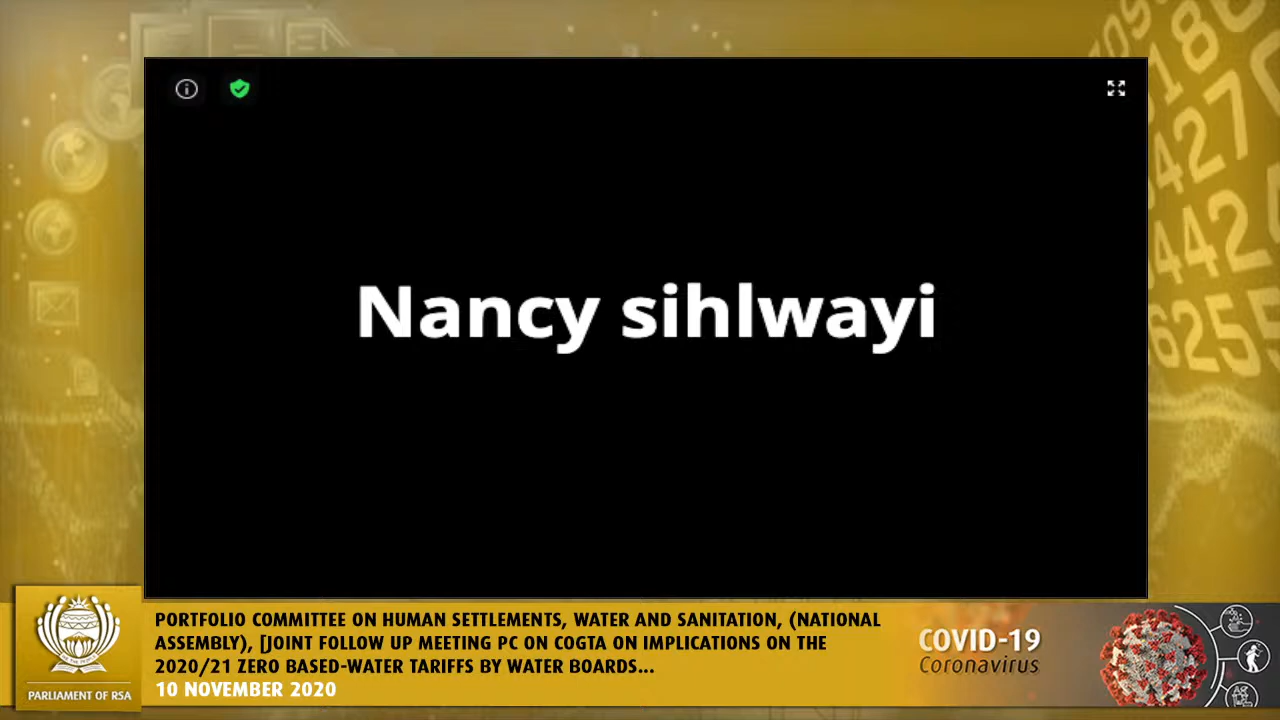 Nancy sihlwayi
PORTFOLIO COMMITTEE ON HUMAN SETTLEMENTS, WATER AND SANITATION, (NATIONAL
ASSEMBLY), [JOINT FOLLOW UP MEETING PC ON COGTA ON IMPLICATIONS ON THE
2020/21 ZERO BASED-WATER TARIFFS BY WATER BOARDS...
10 NOVEMBER 2020
PARLIAMENT OF RSA
COVID-19
Coronavirus